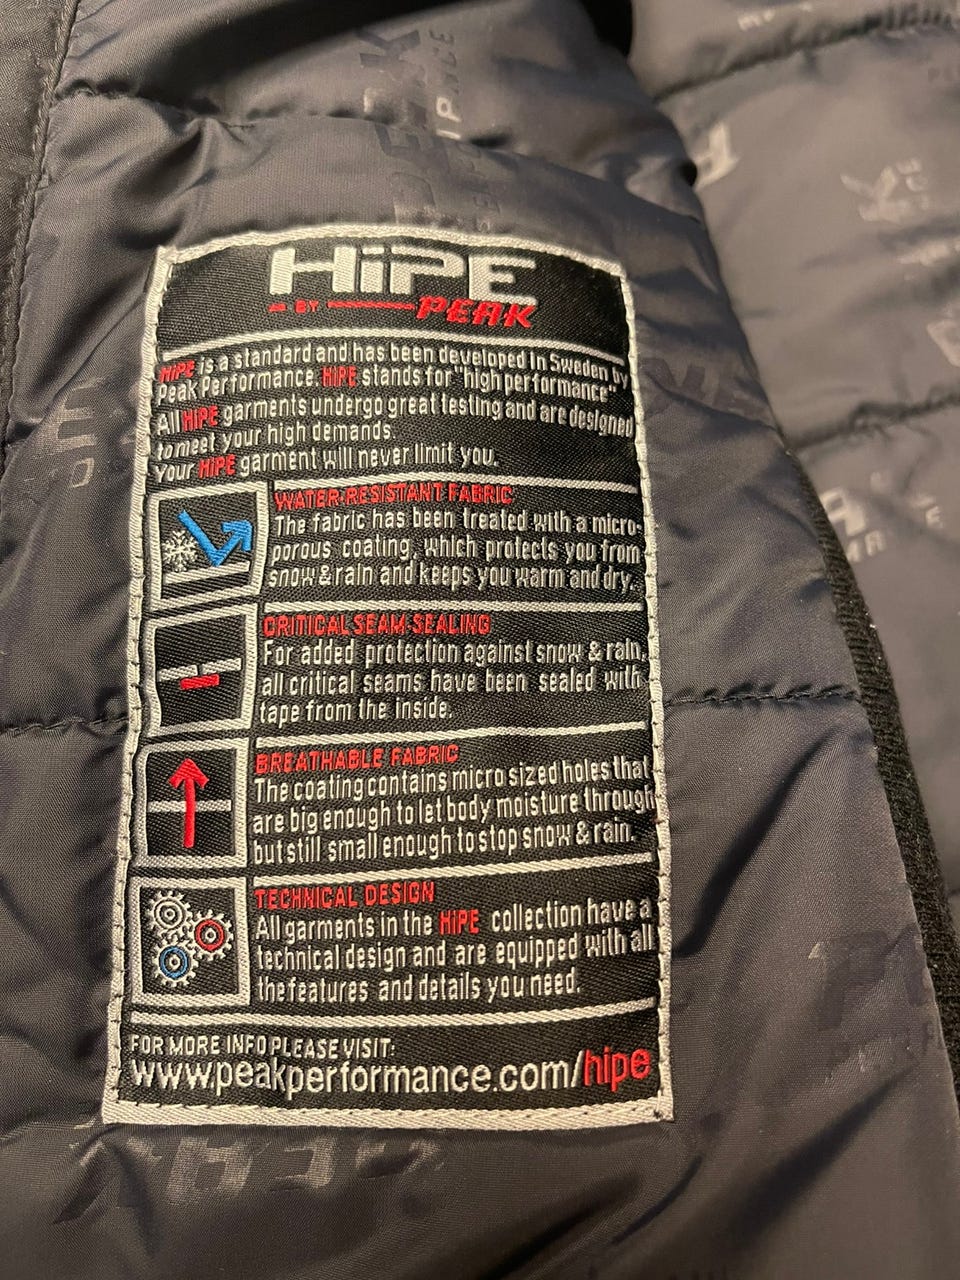 HiPE
BY PEAK
HiPE is a standard and has been developed in Sweden by
Peak Performance. HiPE stands for "high performance"
All HiPE garments undergo great testing and are designed
to meet your high demands.
Your HiPE garment will never limit you.
WATER-RESISTANT FABRIC
The fabric has been treated with a micro-
porous coating, which protects you from
snow & rain and keeps you warm and dry.
CRITICAL SEAM-SEALING
For added protection against snow & rain,
all critical seams have been sealed with
tape from the inside.
BREATHABLE FABRIC
The coating contains micro sized holes that
are big enough to let body moisture through
but still small enough to stop snow & rain.
TECHNICAL DESIGN
All garments in the HiPE collection have a
technical design and are equipped with all
the features and details you need.
FOR MORE INFO PLEASE VISIT:
www.peakperformance.com/hipe